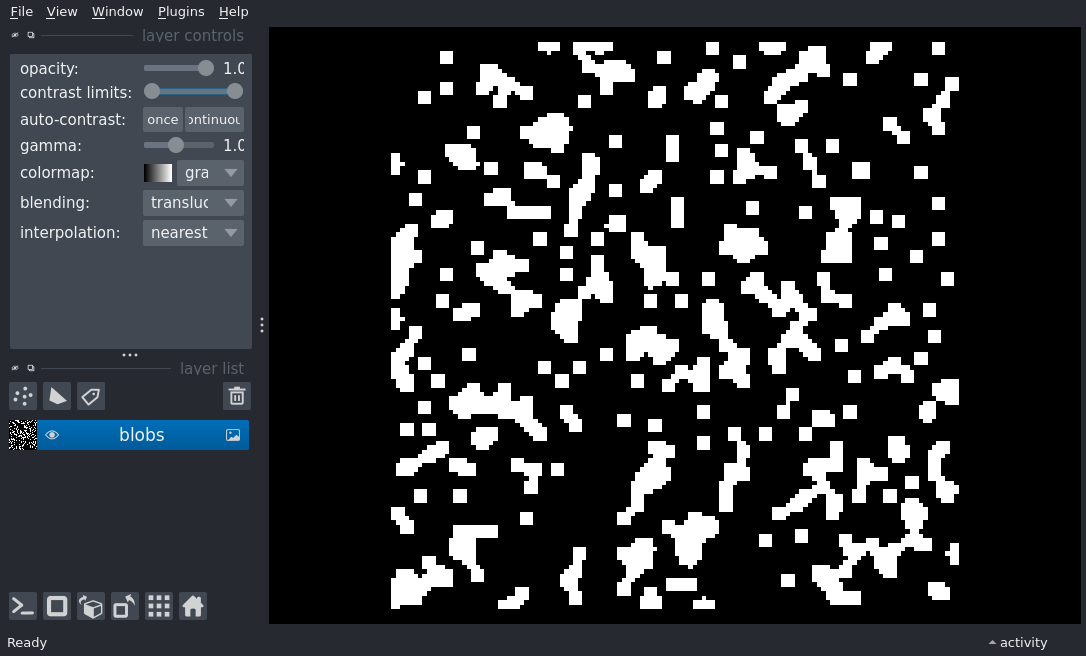 File View Window Plugins Help
layer controls
opacity: 1.0
contrast limits:
auto-contrast: once ontinuou
gamma: 1.0
colormap: gra
blending: transluc
interpolation: nearest
layer list
blobs
Ready
activity